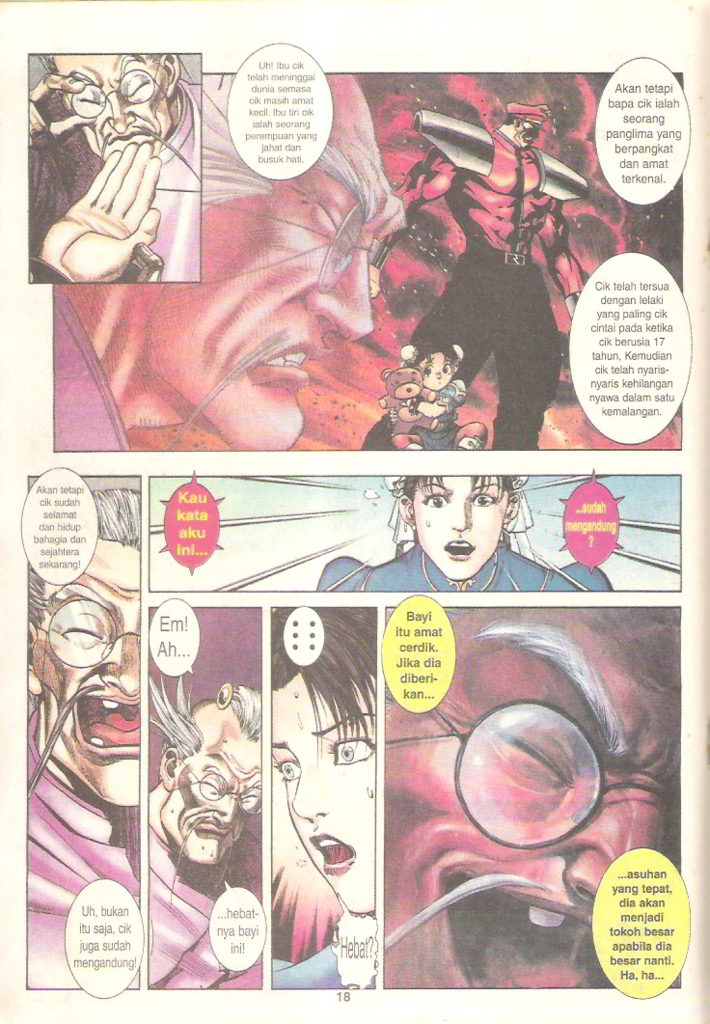 Uh! Ibu cik
telah meninggal
dunia semasa
cik masih amat
kecil. Ibu tiri cik
ialah seorang
perempuan yang
jahat dan
busuk hati.
Akan tetapi
bapa cik ialah
seorang
panglima yang
berpangkat
dan amat
terkenal.
Cik telah tersua
dengan lelaki
yang paling cik
cintai pada ketika
cik berusia 17
tahun, Kemudian
cik telah nyaris-
nyaris kehilangan
nyawa dalam satu
kemalangan.
Akan tetapi
cik sudah
selamat
dan hidup
bahagia dan
sejahtera
sekarang!
Uh, bukan
itu saja, cik
juga sudah
mengandung!
Kau
kata
aku
ini...
...sudah
mengandung
?
Em!
Ah...
...hebat-
nya bayi
ini!
Hebat?
Bayi
itu amat
cerdik.
Jika dia
diberi-
kan...
...asuhan
yang tepat,
dia akan
menjadi
tokoh besar
apabila dia
besar nanti.
Ha, ha...
18